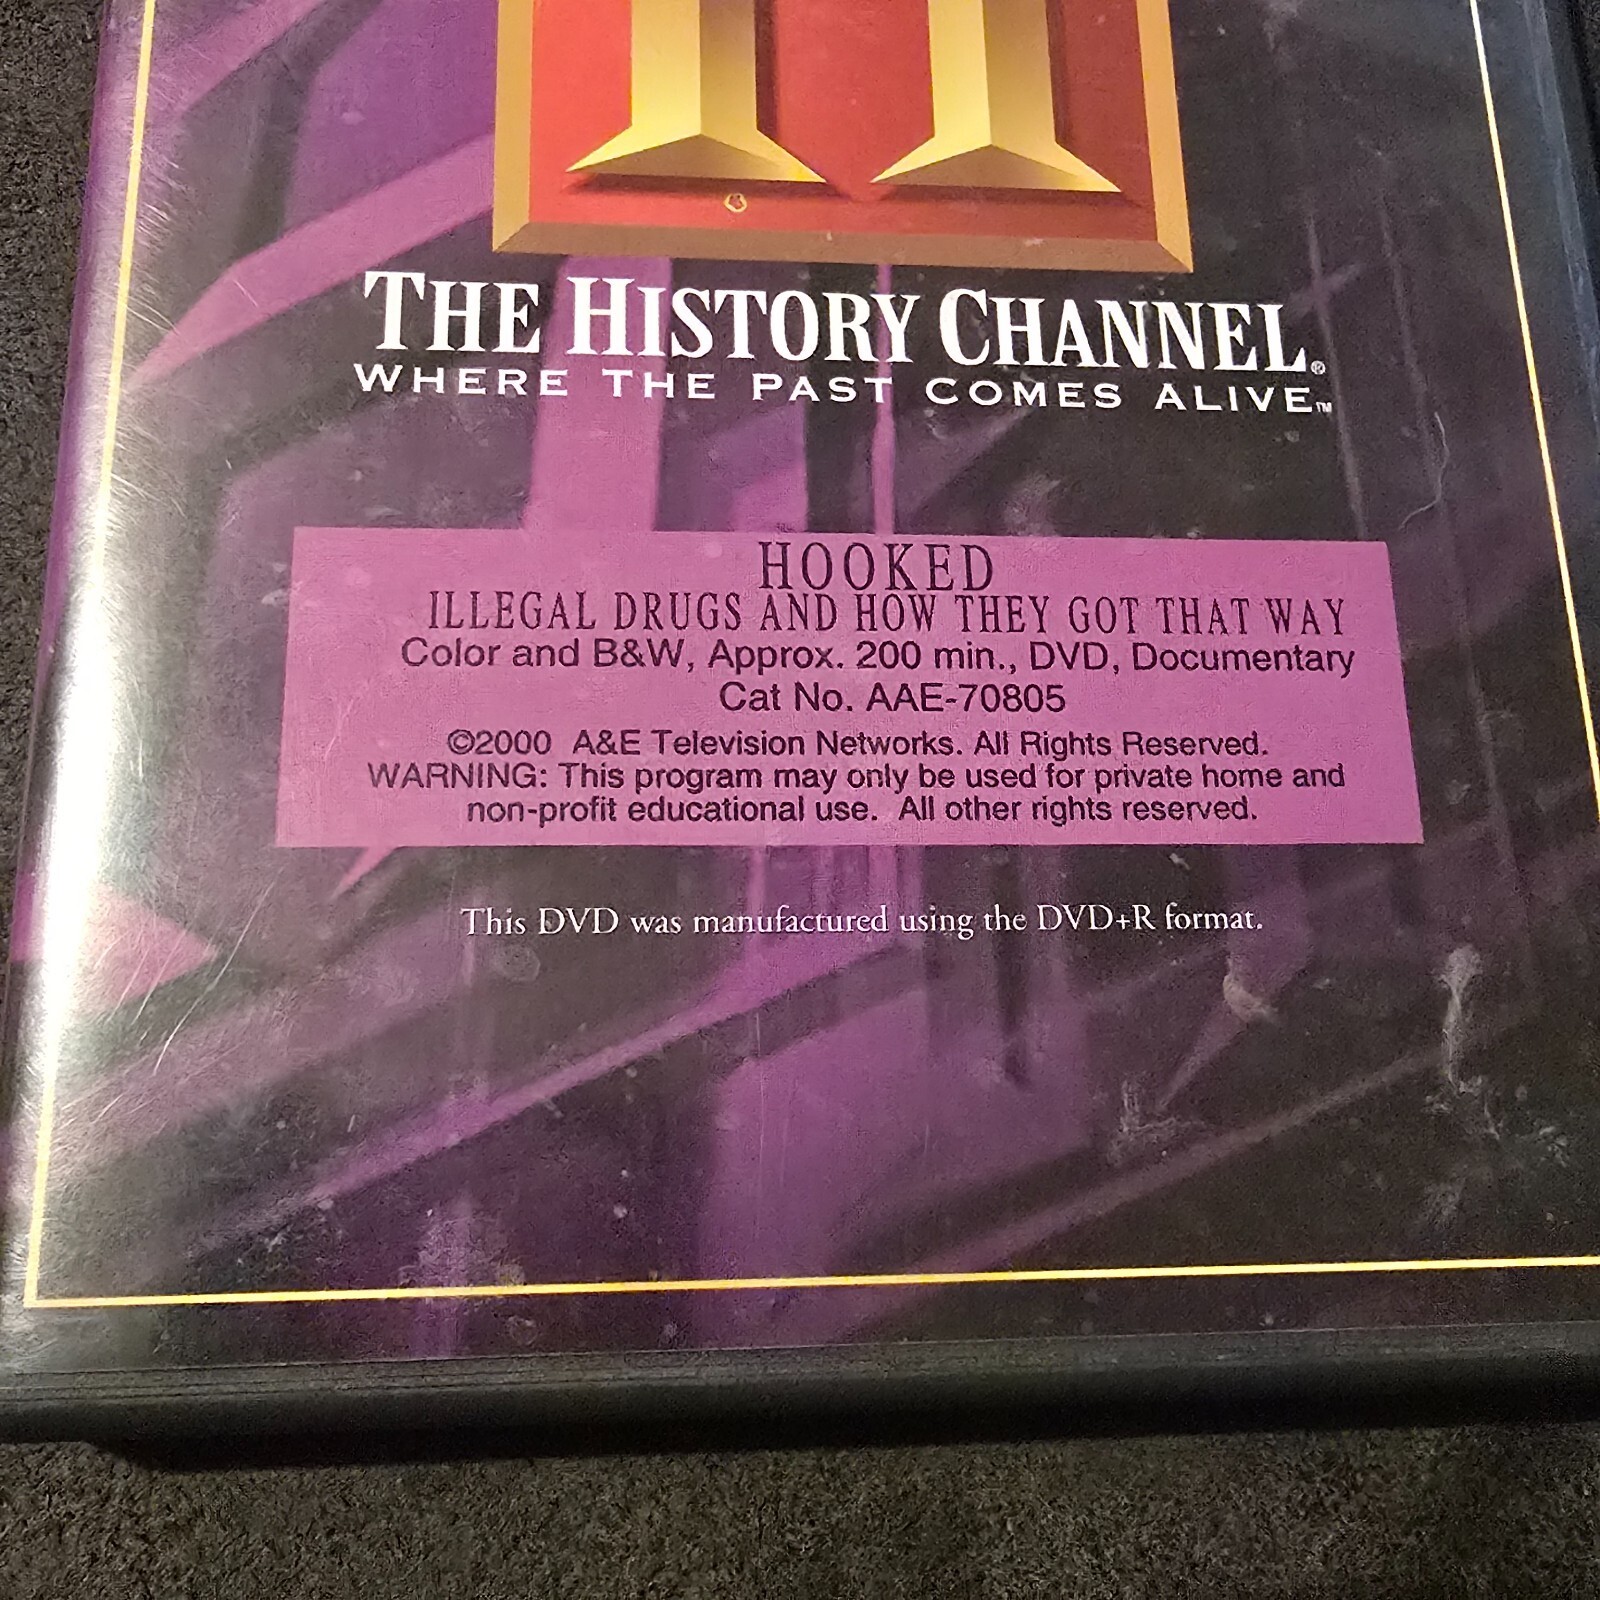 THE HISTORY CHANNEL®
WHERE THE PAST COMES ALIVE™
HOOKED
ILLEGAL DRUGS AND HOW THEY GOT THAT WAY
Color and B&W, Approx. 200 min., DVD, Documentary
Cat No. AAE-70805
©2000 A&E Television Networks. All Rights Reserved.
WARNING: This program may only be used for private home and
non-profit educational use. All other rights reserved.
This DVD was manufactured using the DVD+R format.